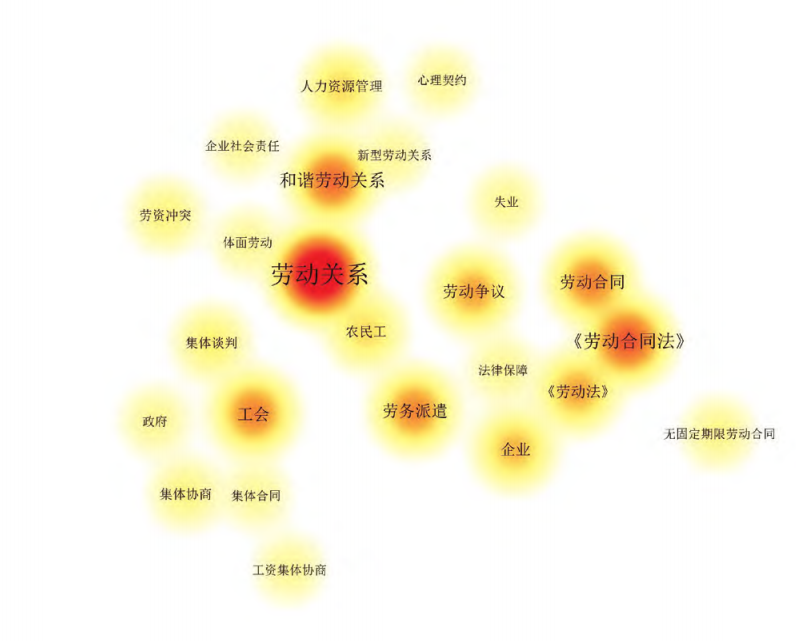 心理契约
人力资源管理
企业社会责任
新型劳动关系
和谐劳动关系
失业
劳资冲突
体面劳动
劳动关系
劳动合同
劳动争议
农民工
《劳动合同法》
集体谈判
法律保障
《劳动法》
劳务派遣
工会
政府
无固定期限劳动合同
企业
集体协商
集体合同
工资集体协商